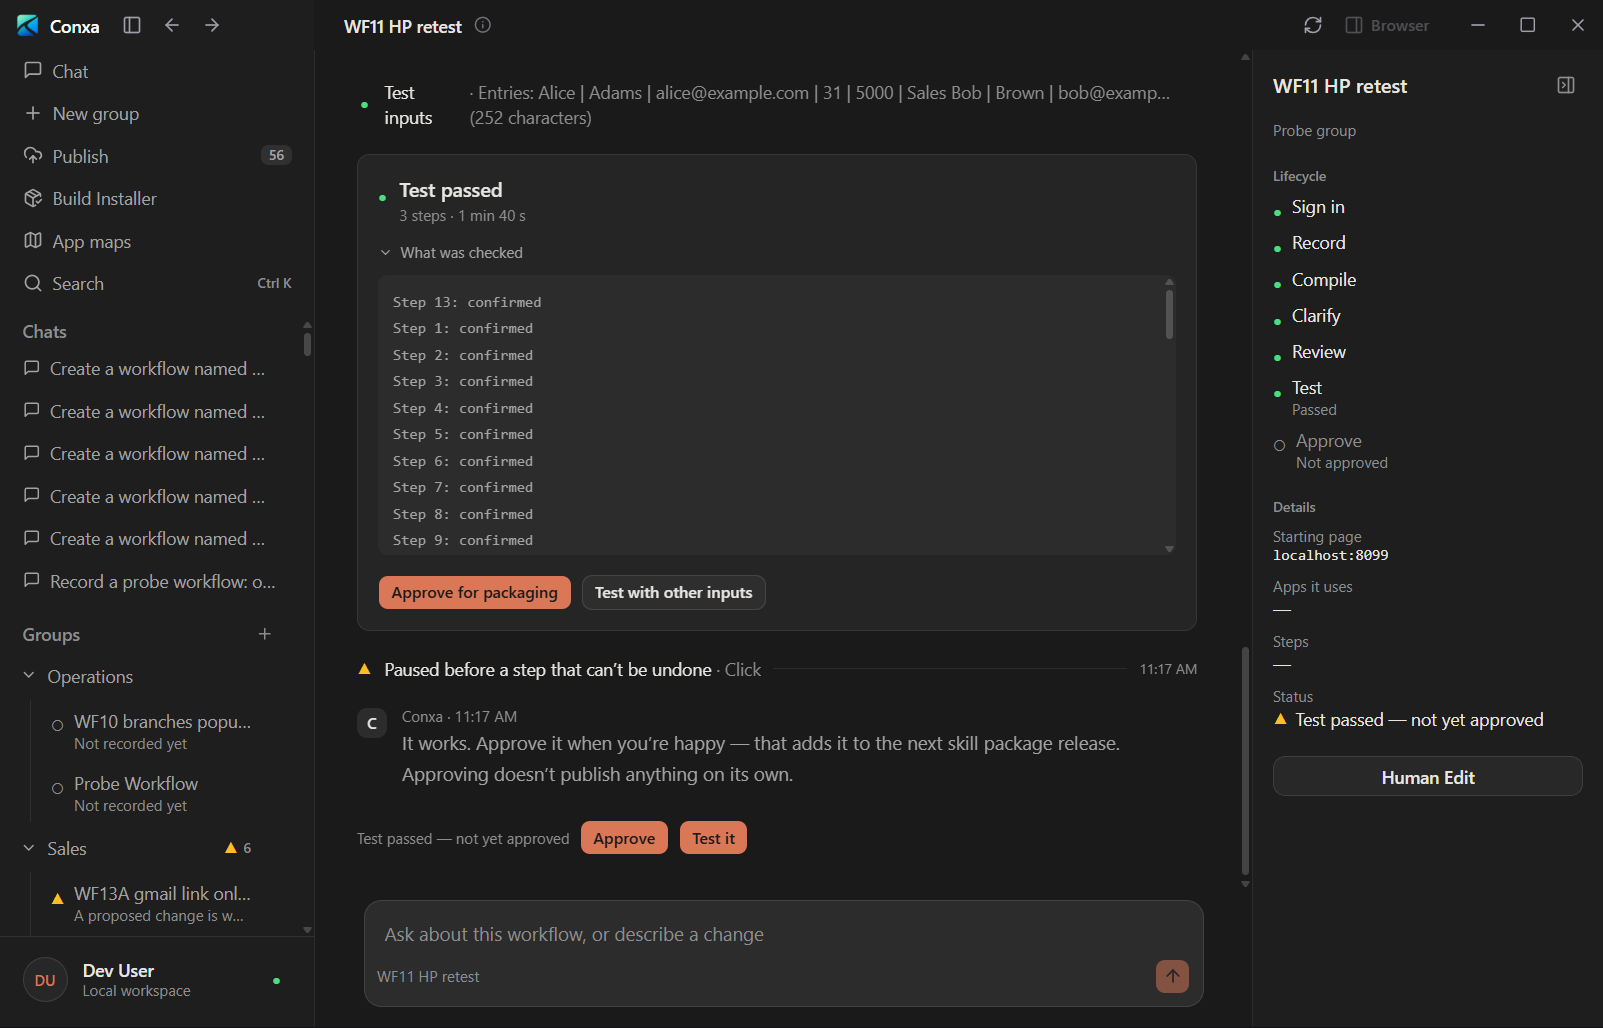 Conxa
WF11 HP retest
Browser
Chat
New group
Publish 56
Build Installer
App maps
Search Ctrl K
Chats
Create a workflow named ...
Create a workflow named ...
Create a workflow named ...
Create a workflow named ...
Create a workflow named ...
Record a probe workflow: o...
Groups
Operations
WF10 branches popu...
Not recorded yet
Probe Workflow
Not recorded yet
Sales 6
WF13A gmail link onl...
A proposed change is w...
DU
Dev User
Local workspace
Test inputs
· Entries: Alice | Adams | alice@example.com | 31 | 5000 | Sales Bob | Brown | bob@examp...
(252 characters)
Test passed
3 steps · 1 min 40 s
What was checked
Step 13: confirmed
Step 1: confirmed
Step 2: confirmed
Step 3: confirmed
Step 4: confirmed
Step 5: confirmed
Step 6: confirmed
Step 7: confirmed
Step 8: confirmed
Step 9: confirmed
Approve for packaging
Test with other inputs
Paused before a step that can't be undone · Click 11:17 AM
C
Conxa · 11:17 AM
It works. Approve it when you're happy — that adds it to the next skill package release.
Approving doesn't publish anything on its own.
Test passed — not yet approved
Approve
Test it
Ask about this workflow, or describe a change
WF11 HP retest
WF11 HP retest
Probe group
Lifecycle
Sign in
Record
Compile
Clarify
Review
Test
Passed
Approve
Not approved
Details
Starting page
localhost:8099
Apps it uses
—
Steps
—
Status
Test passed — not yet approved
Human Edit